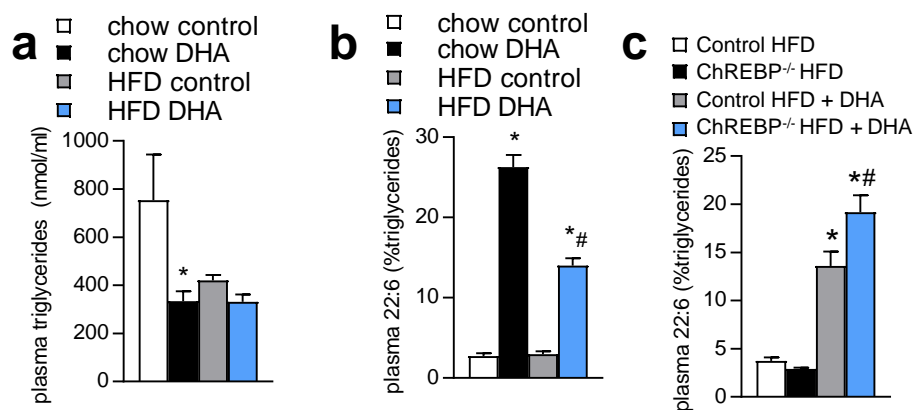 a
chow control
chow DHA
HFD control
HFD DHA
plasma triglycerides (nmol/ml)
1000
800
600
400
200
0
*
b
chow control
chow DHA
HFD control
HFD DHA
plasma 22:6 (%triglycerides)
30
20
10
0
*
*#
c
Control HFD
ChREBP-/- HFD
Control HFD + DHA
ChREBP-/- HFD + DHA
plasma 22:6 (%triglycerides)
25
20
15
10
5
0
*
*#